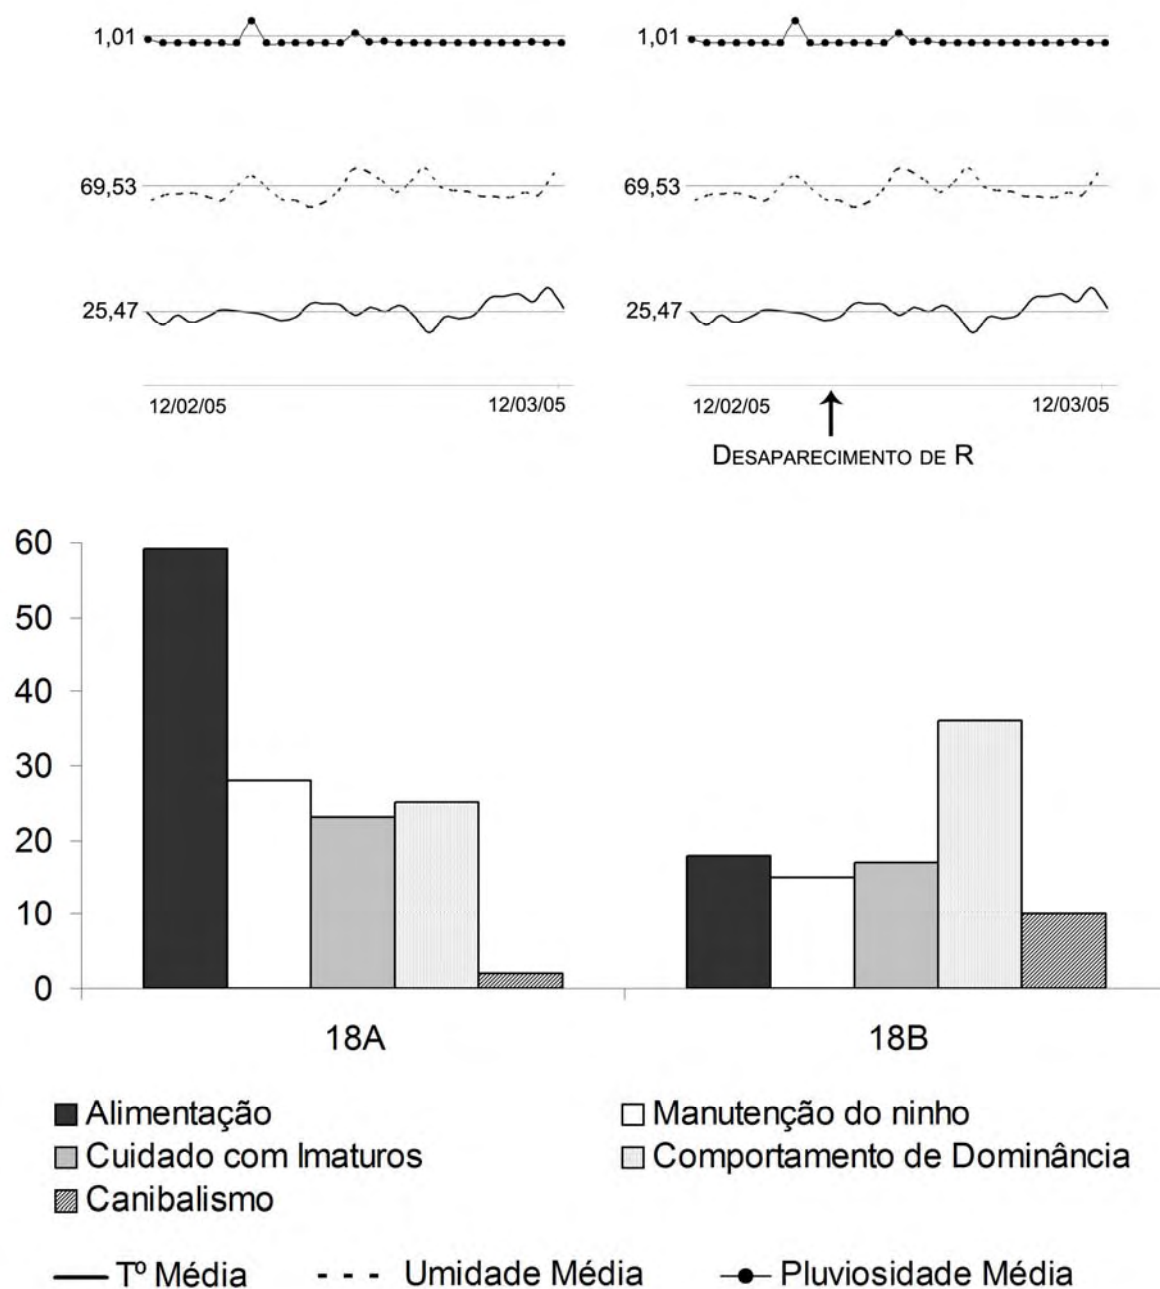 1,01 1,01
69,53 69,53
25,47 25,47
12/02/05 12/03/05 12/02/05 12/03/05
DESAPARECIMENTO DE R
60
50
40
30
20
10
0
18A 18B
Alimentação Manutenção do ninho
Cuidado com Imaturos Comportamento de Dominância
Canibalismo
Tº Média Umidade Média Pluviosidade Média